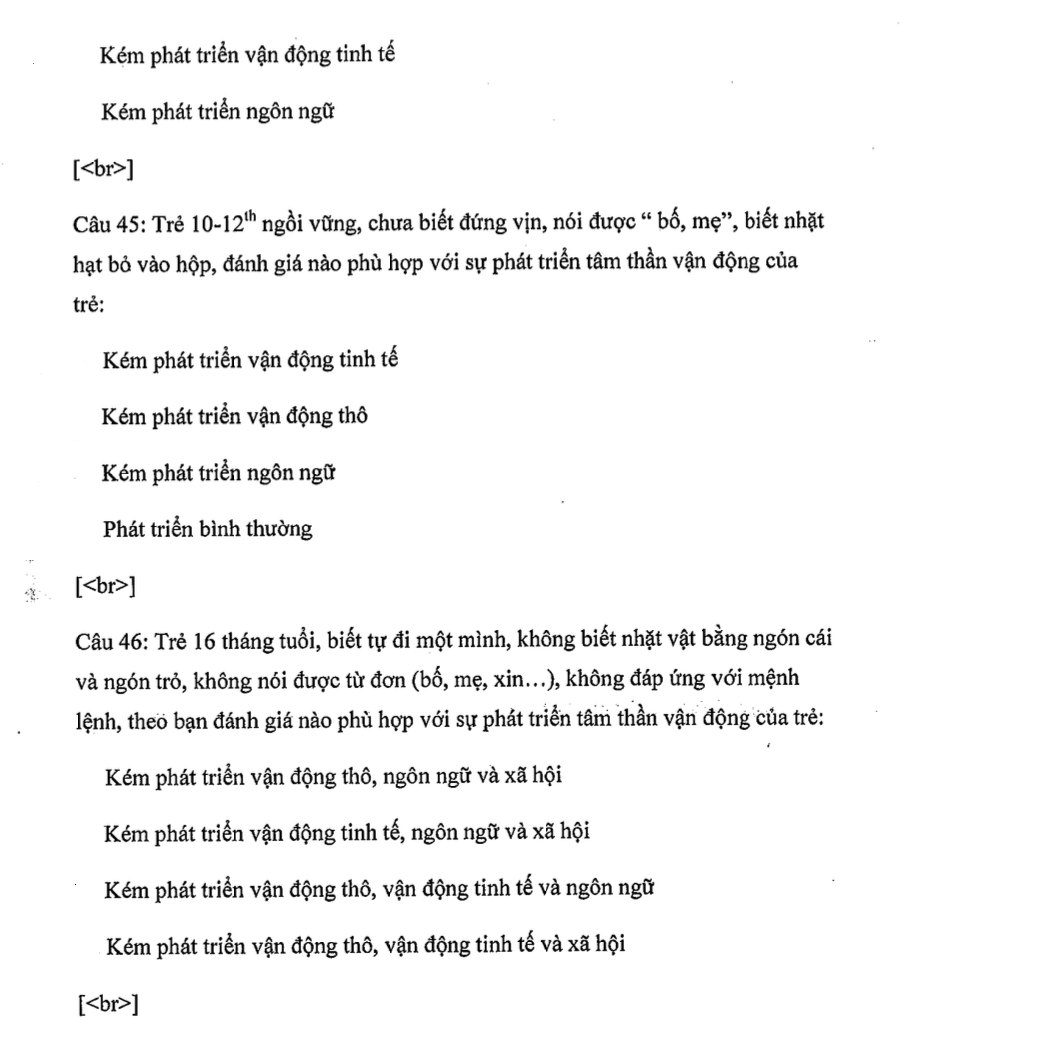 Kém phát triển vận động tinh tế
Kém phát triển ngôn ngữ
[<br>]
Câu 45: Trẻ 10-12th ngồi vững, chưa biết đứng vịn, nói được “ bố, mẹ”, biết nhặt
hạt bỏ vào hộp, đánh giá nào phù hợp với sự phát triển tâm thần vận động của
trẻ:
Kém phát triển vận động tinh tế
Kém phát triển vận động thô
Kém phát triển ngôn ngữ
Phát triển bình thường
[<br>]
Câu 46: Trẻ 16 tháng tuổi, biết tự đi một mình, không biết nhặt vật bằng ngón cái
và ngón trỏ, không nói được từ đơn (bố, mẹ, xin...), không đáp ứng với mệnh
lệnh, theo bạn đánh giá nào phù hợp với sự phát triển tâm thần vận động của trẻ:
Kém phát triển vận động thô, ngôn ngữ và xã hội
Kém phát triển vận động tinh tế, ngôn ngữ và xã hội
Kém phát triển vận động thô, vận động tinh tế và ngôn ngữ
Kém phát triển vận động thô, vận động tinh tế và xã hội
[<br>]